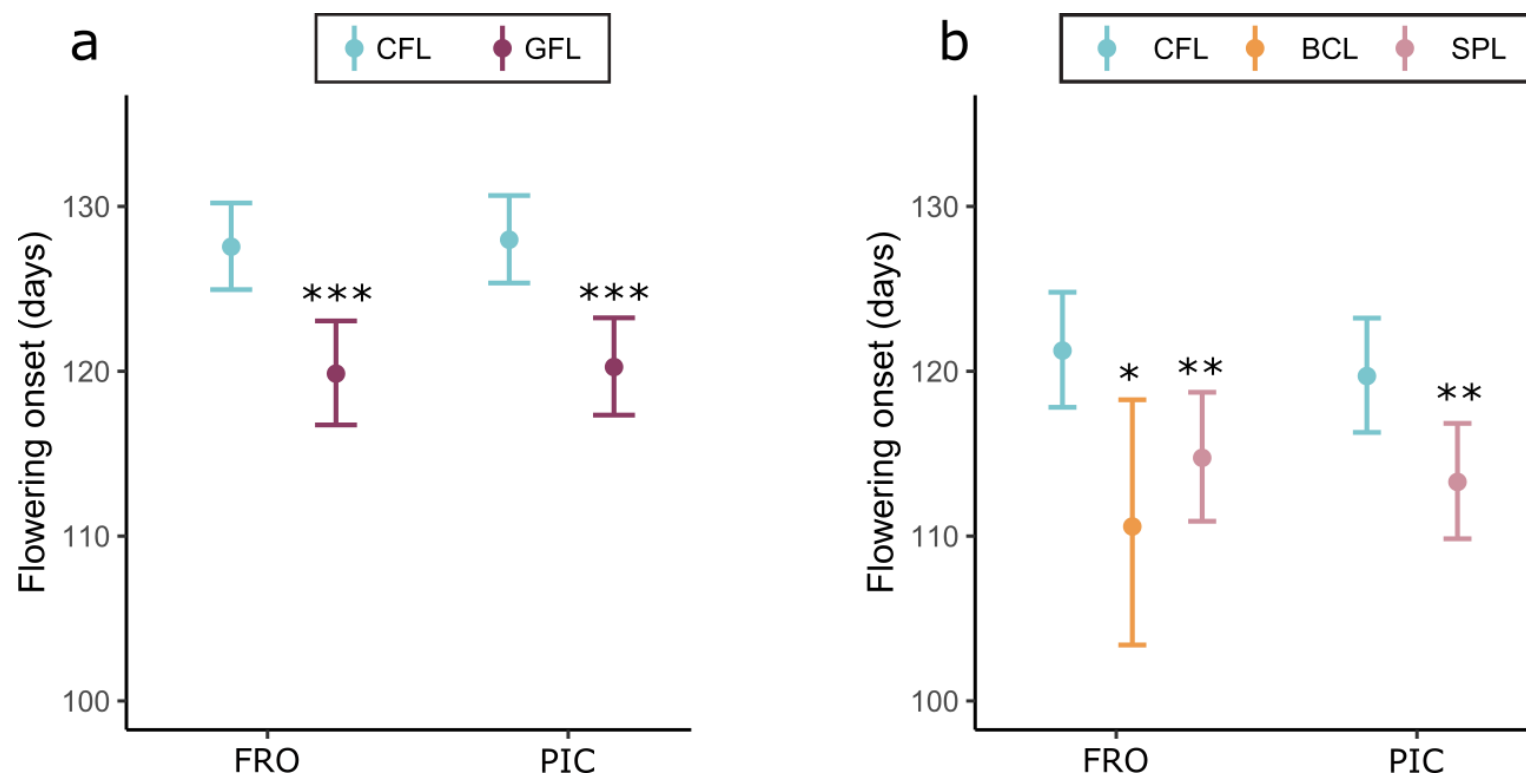 a
CFL GFL
Flowering onset (days)
130
120
110
100
***
***
FRO PIC
b
CFL BCL SPL
Flowering onset (days)
130
120
110
100
*
**
**
FRO PIC